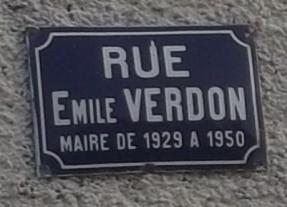 RUE
EMILE VERDON
MAIRE DE 1929 A 1950